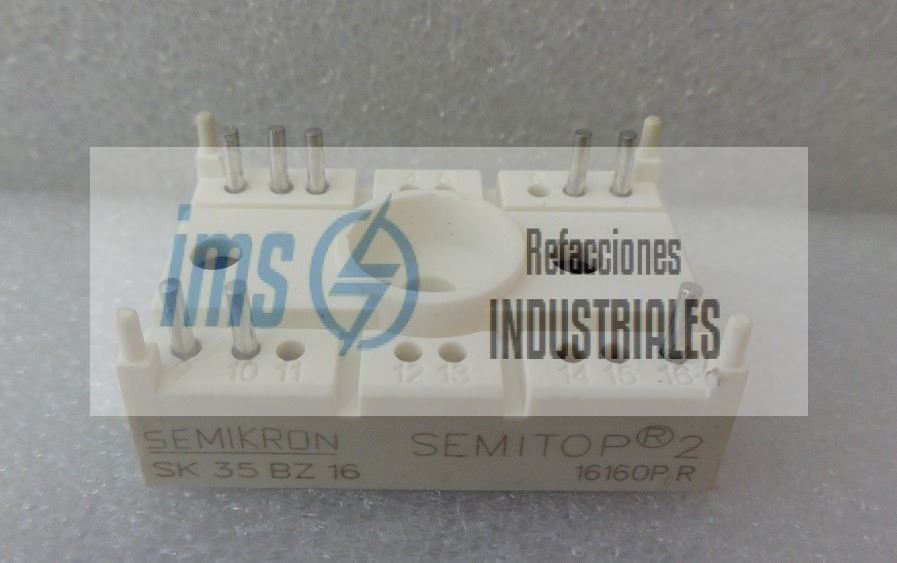 ims
Refacciones
INDUSTRIALES
10 11
12 13
14 15
16
SEMIKRON
SEMITOP®2
SK 35 BZ 16
16160P R